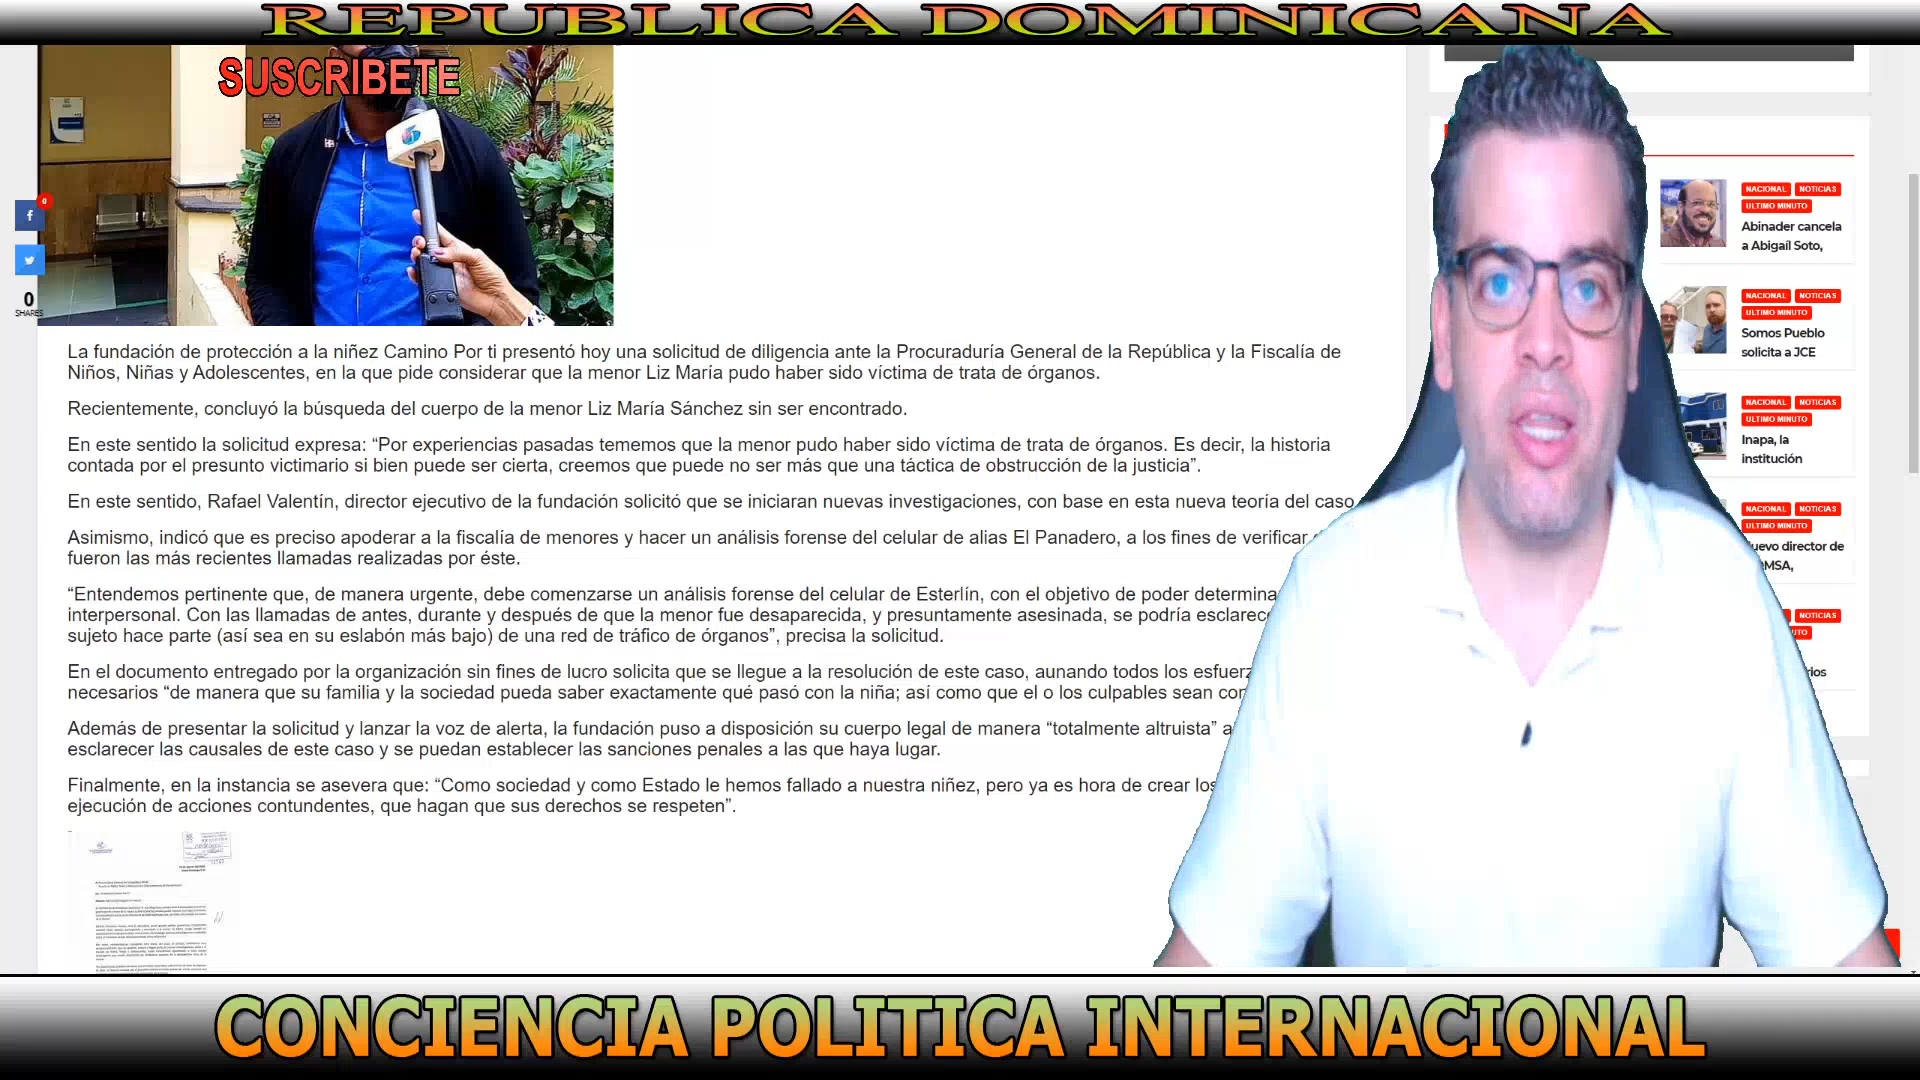 REPUBLICA DOMINICANA
SUSCRIBETE
0
0
SHARES
La fundación de protección a la niñez Camino Por ti presentó hoy una solicitud de diligencia ante la Procuraduría General de la República y la Fiscalía de
Niños, Niñas y Adolescentes, en la que pide considerar que la menor Liz María pudo haber sido víctima de trata de órganos.
Recientemente, concluyó la búsqueda del cuerpo de la menor Liz María Sánchez sin ser encontrado.
En este sentido la solicitud expresa: “Por experiencias pasadas tememos que la menor pudo haber sido víctima de trata de órganos. Es decir, la historia
contada por el presunto victimario si bien puede ser cierta, creemos que puede no ser más que una táctica de obstrucción de la justicia”.
En este sentido, Rafael Valentín, director ejecutivo de la fundación solicitó que se iniciaran nuevas investigaciones, con base en esta nueva teoría del caso
Asimismo, indicó que es preciso apoderar a la fiscalía de menores y hacer un análisis forense del celular de alias El Panadero, a los fines de verificar
fueron las más recientes llamadas realizadas por éste.
“Entendemos pertinente que, de manera urgente, debe comenzarse un análisis forense del celular de Esterlín, con el objetivo de poder determina
interpersonal. Con las llamadas de antes, durante y después de que la menor fue desaparecida, y presuntamente asesinada, se podría esclarec
sujeto hace parte (así sea en su eslabón más bajo) de una red de tráfico de órganos”, precisa la solicitud.
En el documento entregado por la organización sin fines de lucro solicita que se llegue a la resolución de este caso, aunando todos los esfuerz
necesarios “de manera que su familia y la sociedad pueda saber exactamente qué pasó con la niña; así como que el o los culpables sean con
Además de presentar la solicitud y lanzar la voz de alerta, la fundación puso a disposición su cuerpo legal de manera “totalmente altruista” a
esclarecer las causales de este caso y se puedan establecer las sanciones penales a las que haya lugar.
Finalmente, en la instancia se asevera que: “Como sociedad y como Estado le hemos fallado a nuestra niñez, pero ya es hora de crear los
ejecución de acciones contundentes, que hagan que sus derechos se respeten”.
NACIONAL NOTICIAS
ULTIMO MINUTO
Abinader cancela
a Abigaíl Soto,
NACIONAL NOTICIAS
ULTIMO MINUTO
Somos Pueblo
solicita a JCE
NACIONAL NOTICIAS
ULTIMO MINUTO
Inapa, la
institución
NACIONAL NOTICIAS
ULTIMO MINUTO
uevo director de
MSA,
NOTICIAS
UTO
rios
CONCIENCIA POLITICA INTERNACIONAL